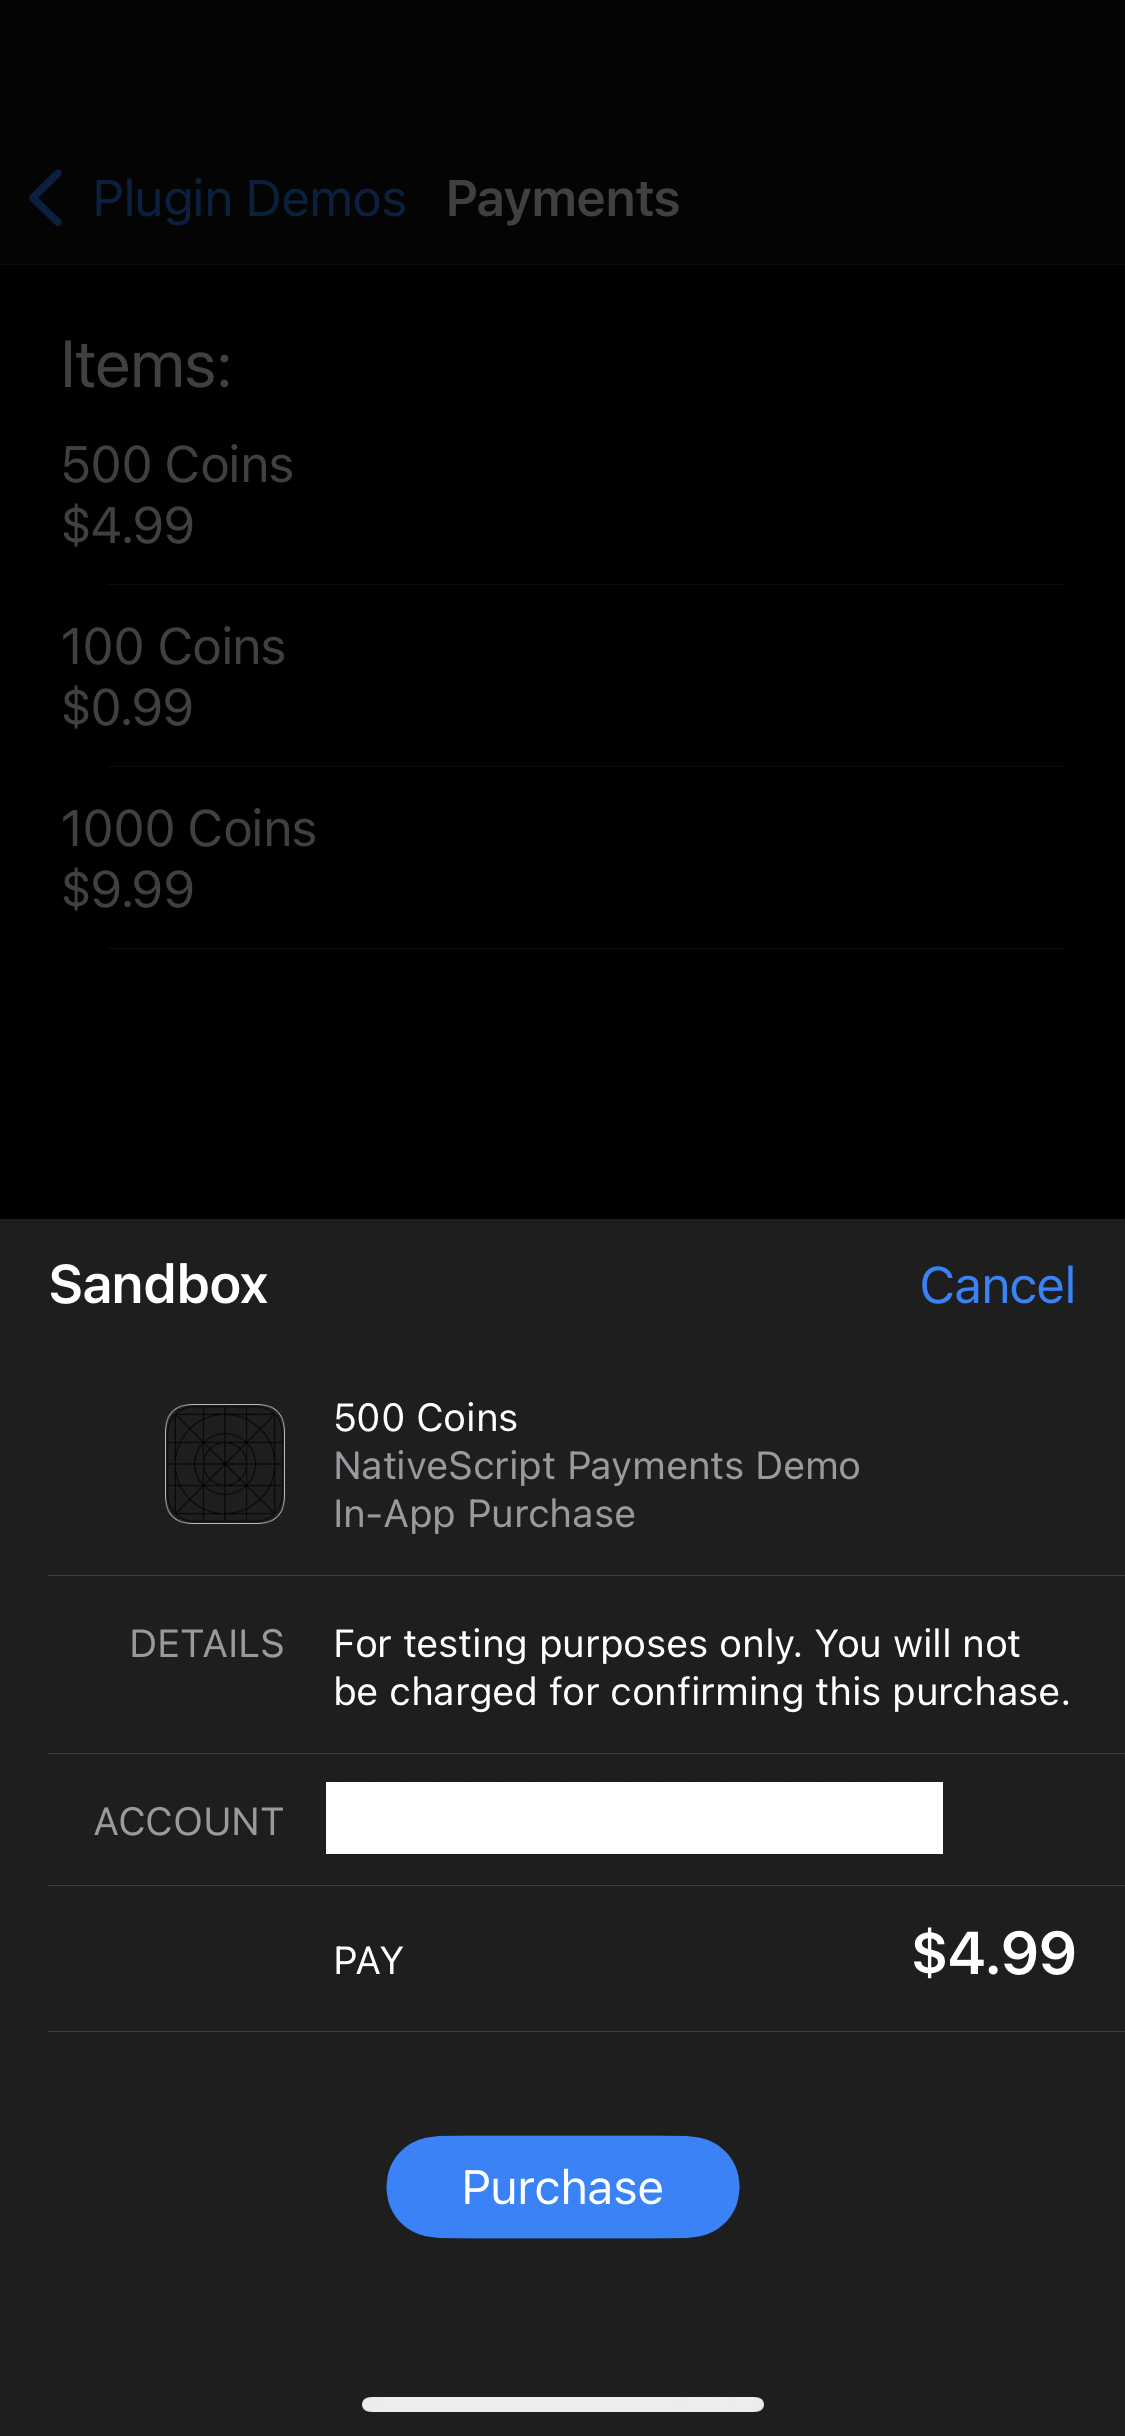 Plugin Demos Payments
Items:
500 Coins
$4.99
100 Coins
$0.99
1000 Coins
$9.99
Sandbox Cancel
500 Coins
NativeScript Payments Demo
In-App Purchase
DETAILS For testing purposes only. You will not
be charged for confirming this purchase.
ACCOUNT
PAY $4.99
Purchase